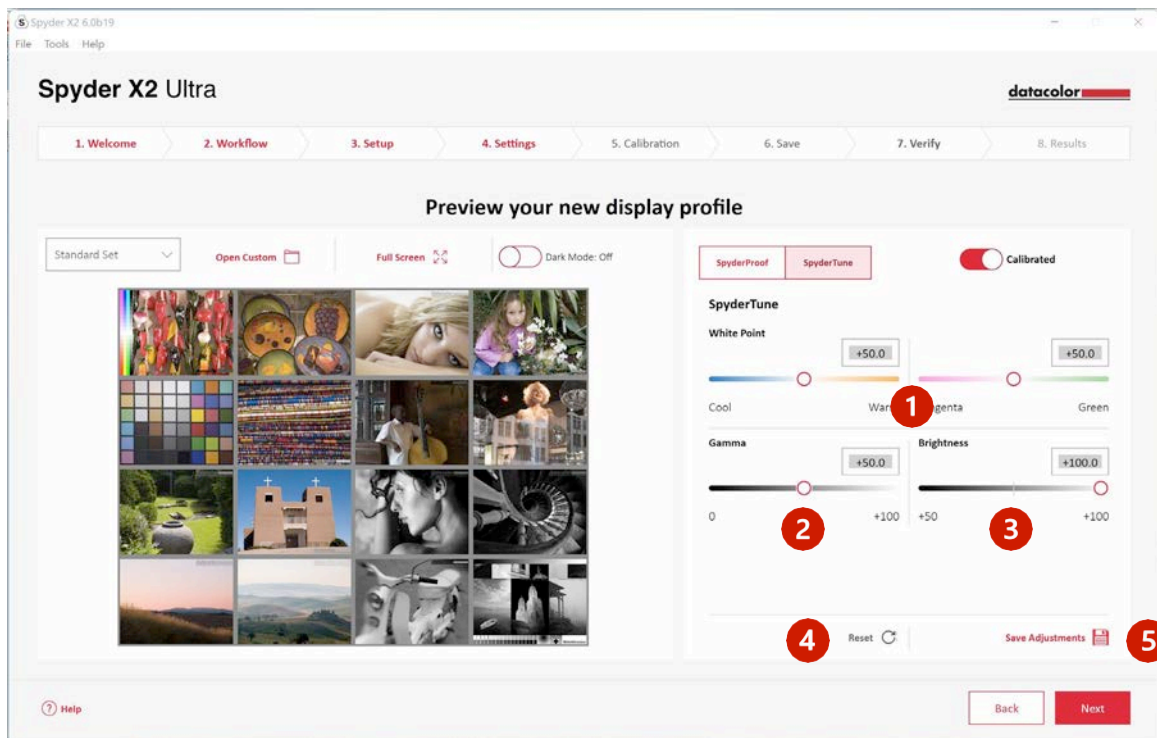 Spyder X2 6.0b19
File Tools Help
Spyder X2 Ultra
datacolor
1. Welcome 2. Workflow 3. Setup 4. Settings 5. Calibration 6. Save 7. Verify 8. Results
Preview your new display profile
Standard Set Open Custom Full Screen Dark Mode: Off
SpyderProof SpyderTune Calibrated
SpyderTune
White Point
+50.0 +50.0
Cool Green
1
Gamma Brightness
+50.0 +100.0
0 +100 +50 +100
2 3
4 Reset Save Adjustments 5
? Help Back Next